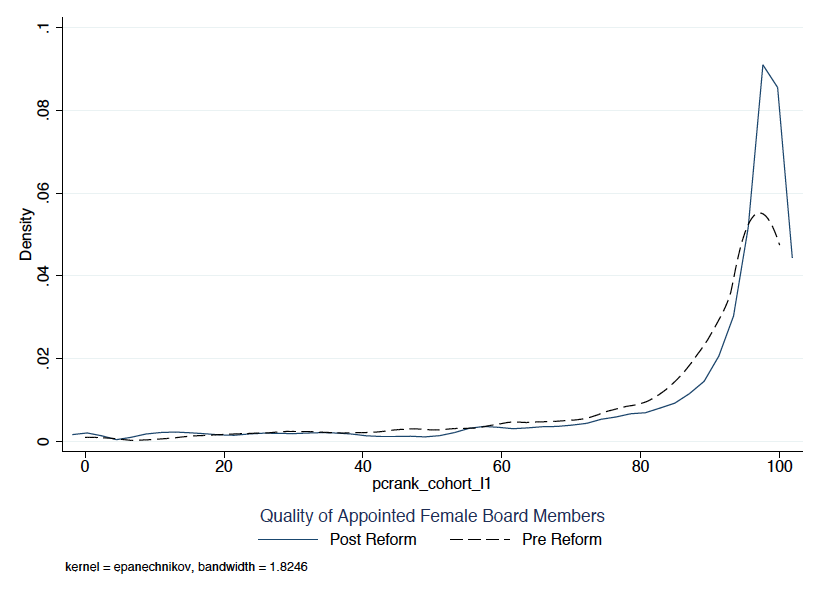 .1
.08
.06
.04
.02
0
Density
0 20 40 60 80 100
pcrank_cohort_l1
Quality of Appointed Female Board Members
Post Reform Pre Reform
kernel = epanechnikov, bandwidth = 1.8246